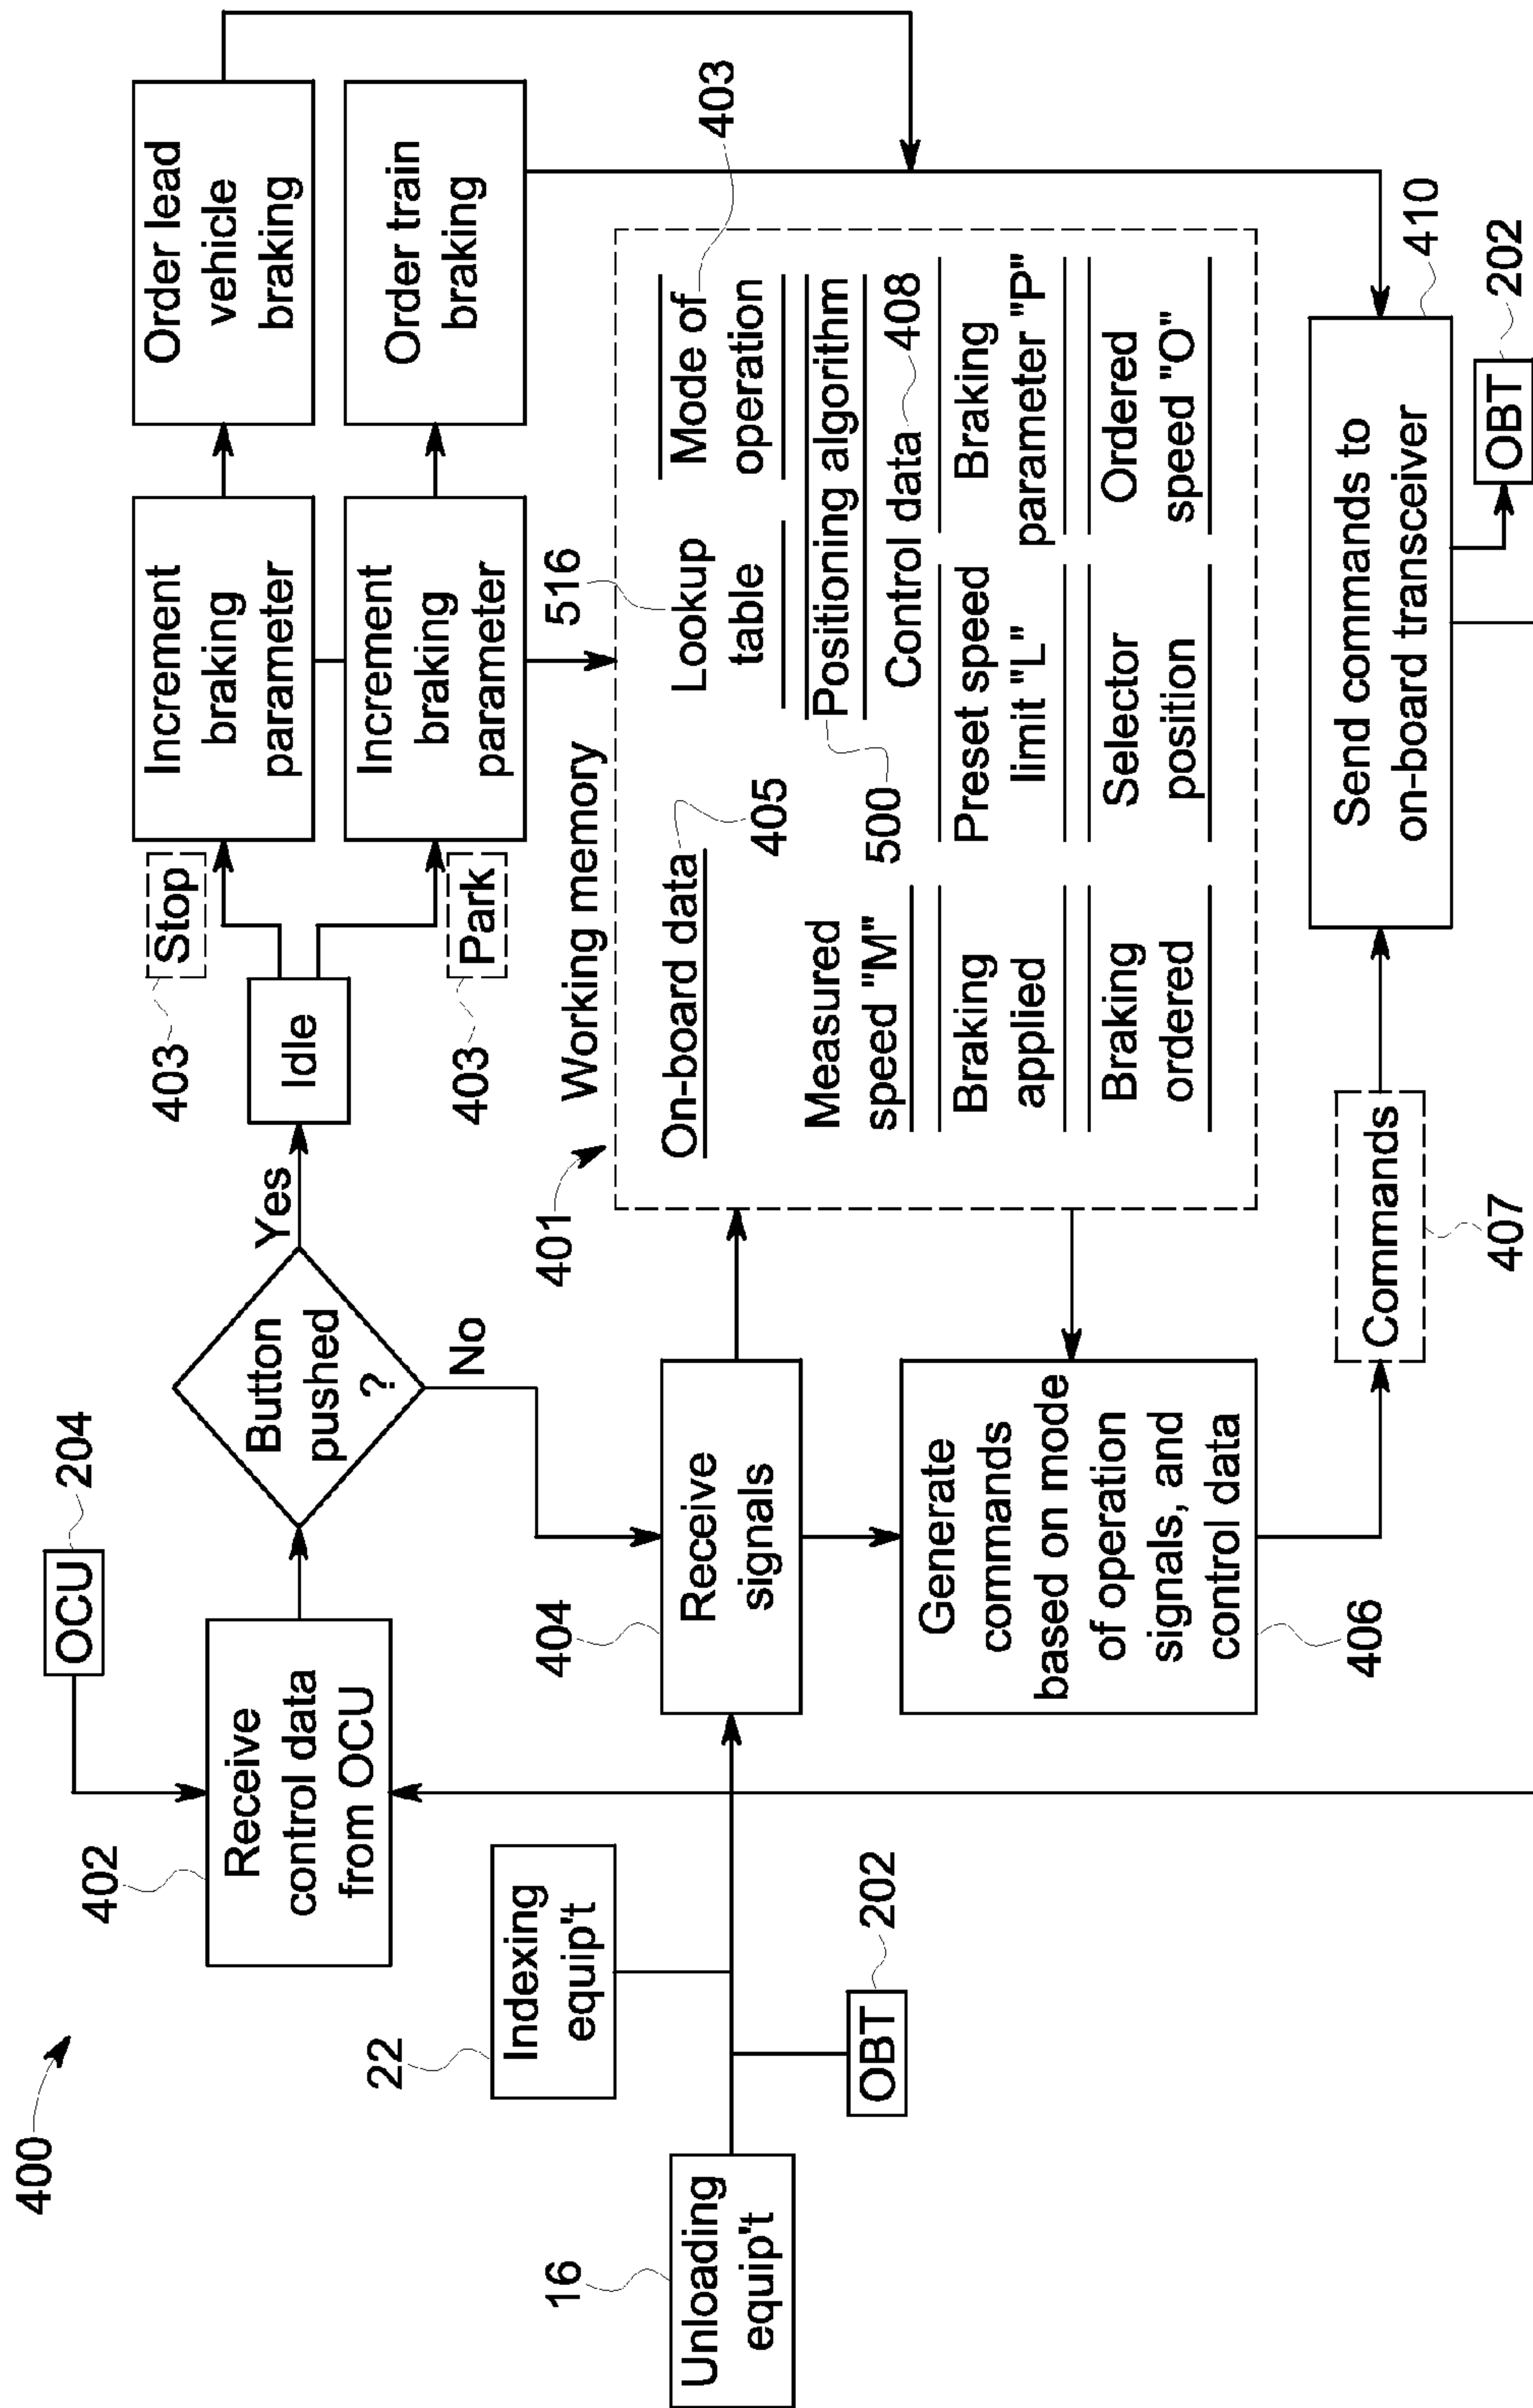 400
OCU
204
402
Receive
control data
from OCU
Button
pushed
?
Yes
No
Idle
403
Stop
403
Park
Increment
braking
parameter
Order lead
vehicle
braking
Increment
braking
parameter
Order train
braking
22
Indexing
equip't
16
Unloading
equip't
OBT
202
404
Receive
signals
Generate
commands
based on mode
of operation
signals, and
control data
406
401
Working memory
516
Lookup
table
Mode of
operation
403
On-board data
405
Positioning algorithm
500
Control data
408
Measured
speed "M"
Preset speed
limit "L"
Braking
parameter "P"
Braking
applied
Selector
position
Ordered
speed "O"
Braking
ordered
Commands
407
Send commands to
on-board transceiver
410
OBT
202